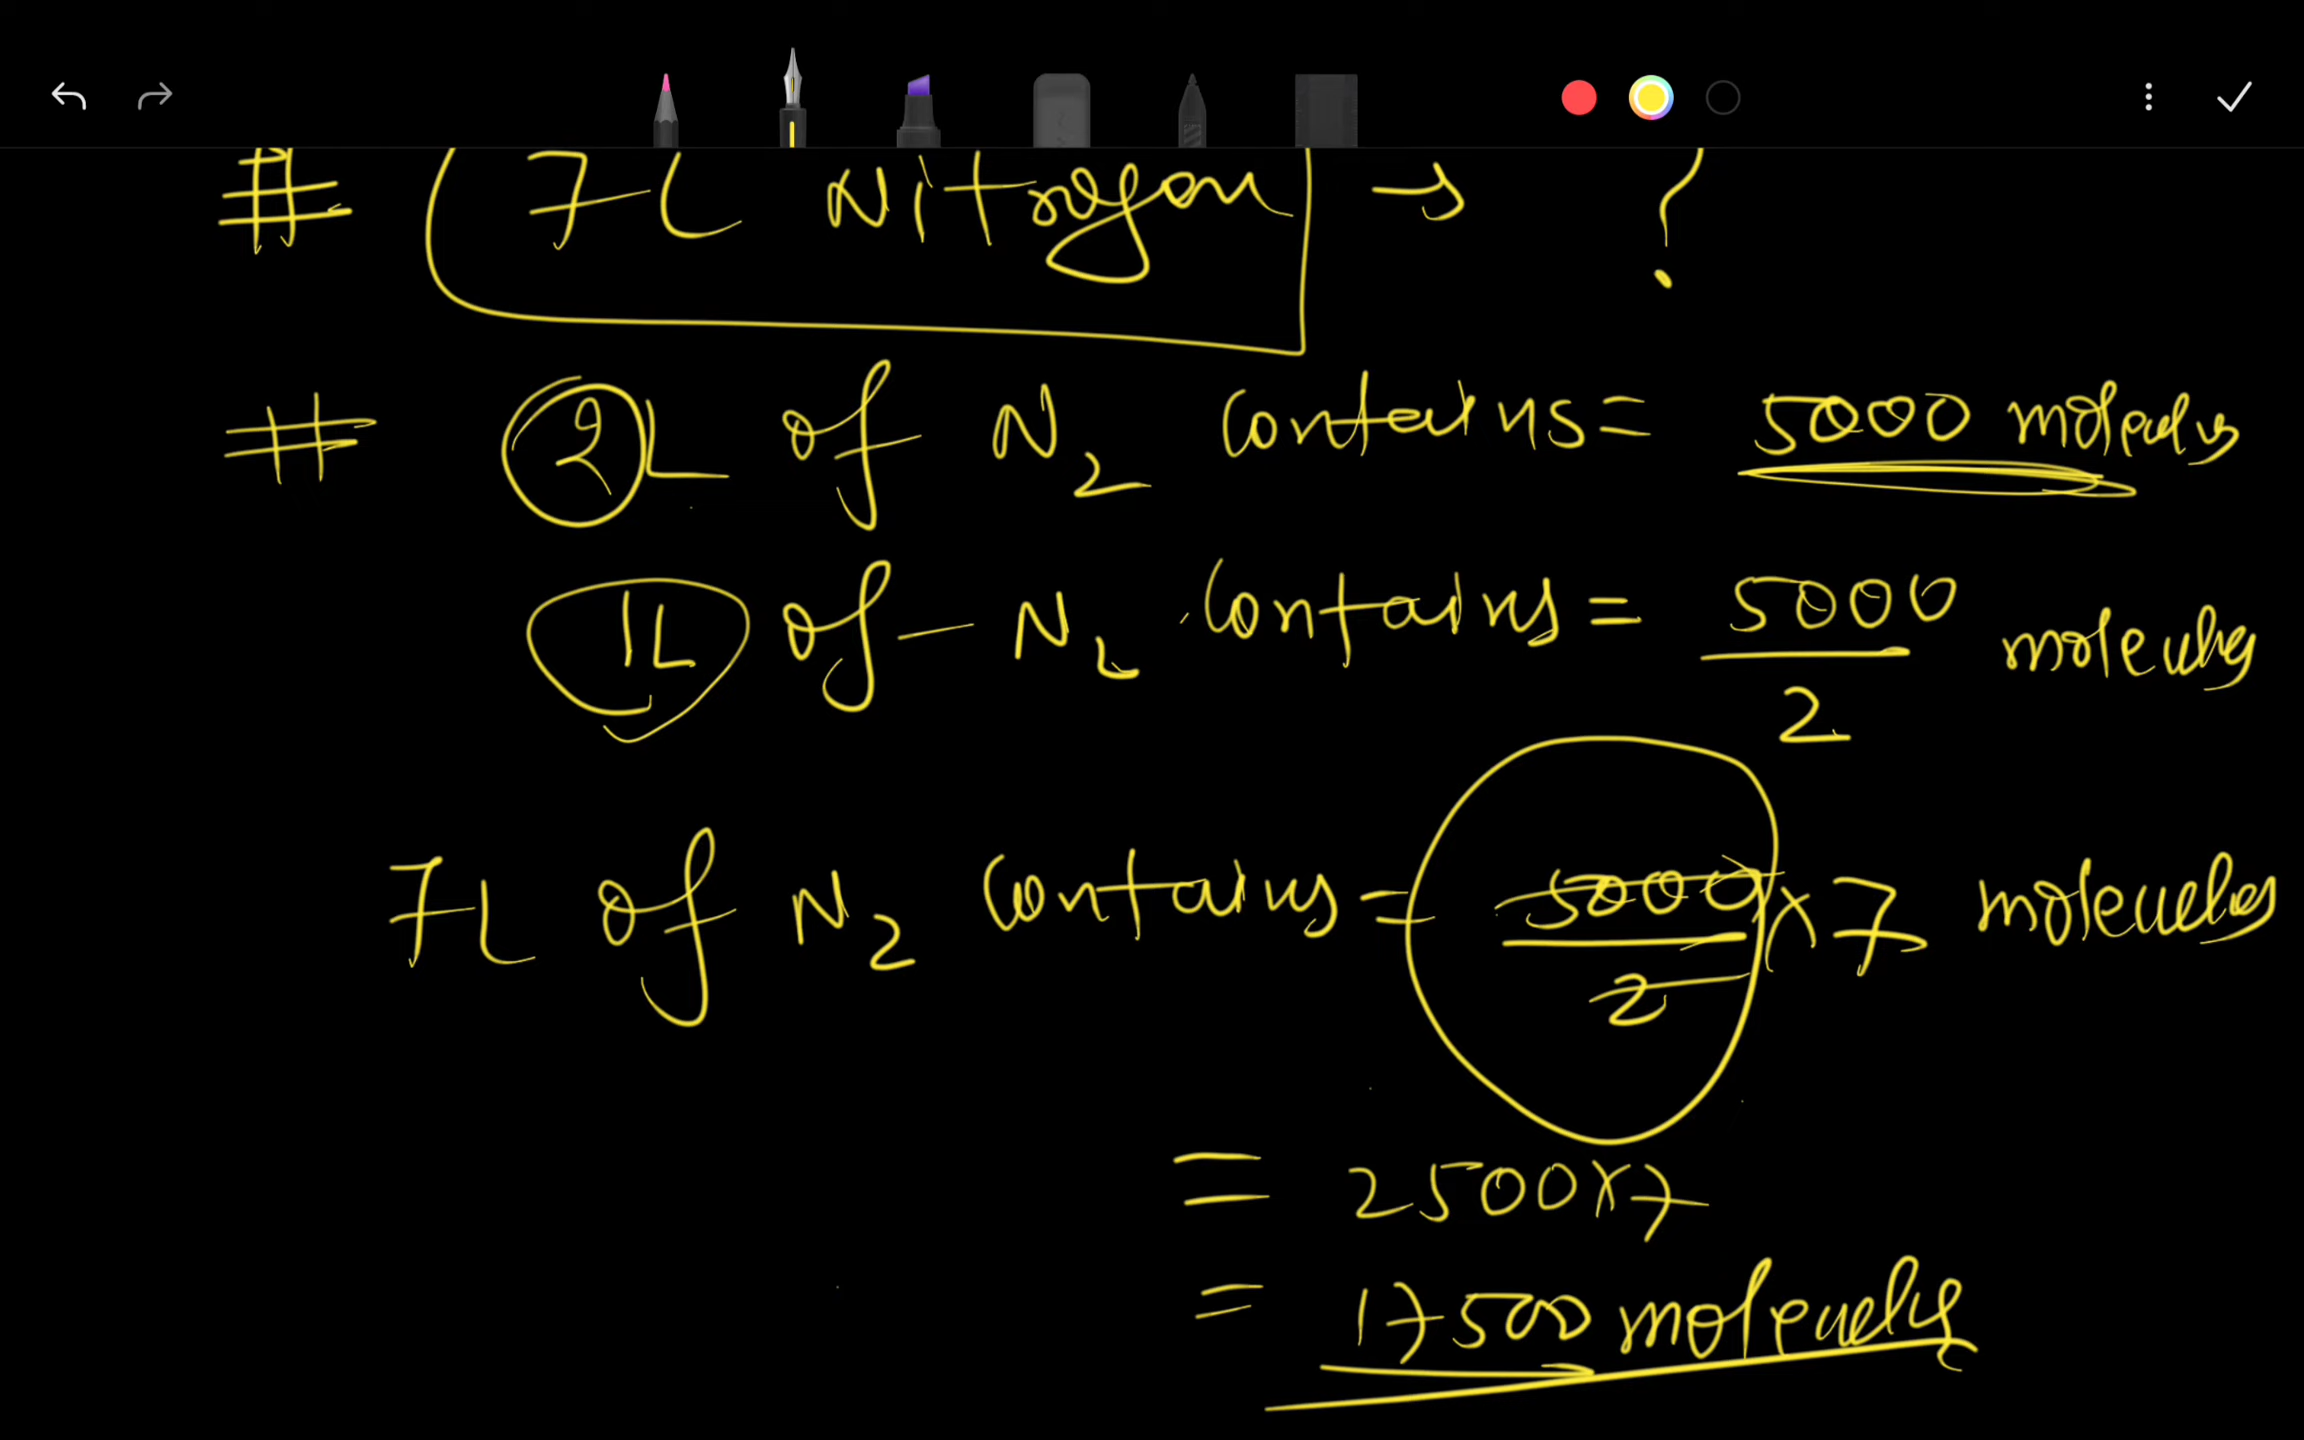 # 7L Nitrogen → ?
# 2L of N2 contains = 5000 molecules
1L of N2 contains = 5000/2 molecules
7L of N2 contains = 5000/2 x 7 molecules
= 2500x7
= 17500 molecules